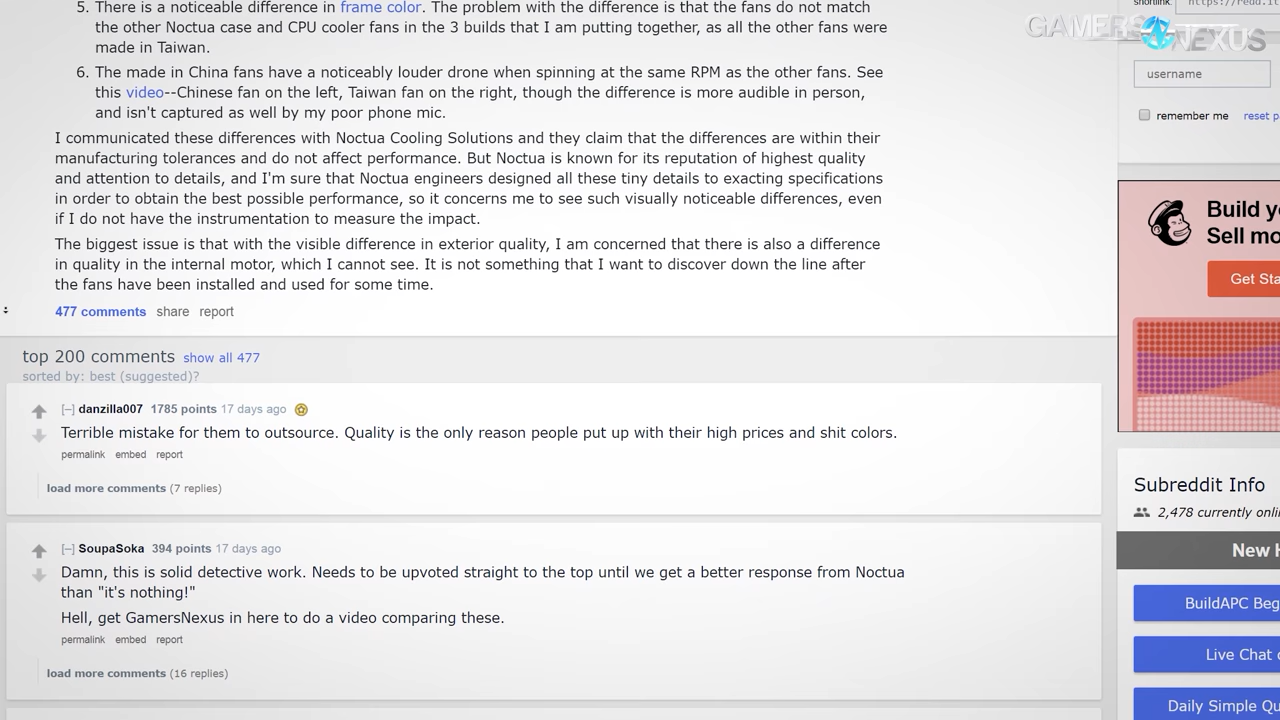 5. There is a noticeable difference in frame color. The problem with the difference is that the fans do not match
the other Noctua case and CPU cooler fans in the 3 builds that I am putting together, as all the other fans were
made in Taiwan.
6. The made in China fans have a noticeably louder drone when spinning at the same RPM as the other fans. See
this video--Chinese fan on the left, Taiwan fan on the right, though the difference is more audible in person,
and isn't captured as well by my poor phone mic.
I communicated these differences with Noctua Cooling Solutions and they claim that the differences are within their
manufacturing tolerances and do not affect performance. But Noctua is known for its reputation of highest quality
and attention to details, and I'm sure that Noctua engineers designed all these tiny details to exacting specifications
in order to obtain the best possible performance, so it concerns me to see such visually noticeable differences, even
if I do not have the instrumentation to measure the impact.
The biggest issue is that with the visible difference in exterior quality, I am concerned that there is also a difference
in quality in the internal motor, which I cannot see. It is not something that I want to discover down the line after
the fans have been installed and used for some time.
477 comments share report
top 200 comments show all 477
sorted by: best (suggested)?
[–] danzilla007 1785 points 17 days ago
Terrible mistake for them to outsource. Quality is the only reason people put up with their high prices and shit colors.
permalink embed report
load more comments (7 replies)
[–] SoupaSoka 394 points 17 days ago
Damn, this is solid detective work. Needs to be upvoted straight to the top until we get a better response from Noctua
than "it's nothing!"
Hell, get GamersNexus in here to do a video comparing these.
permalink embed report
load more comments (16 replies)
shortlink: https://redd.it
GAMERS
NEXUS
username
remember me reset p
Build y
Sell mo
Get Sta
Subreddit Info
2,478 currently onli
New H
BuildAPC Beg
Live Chat
Daily Simple Qu